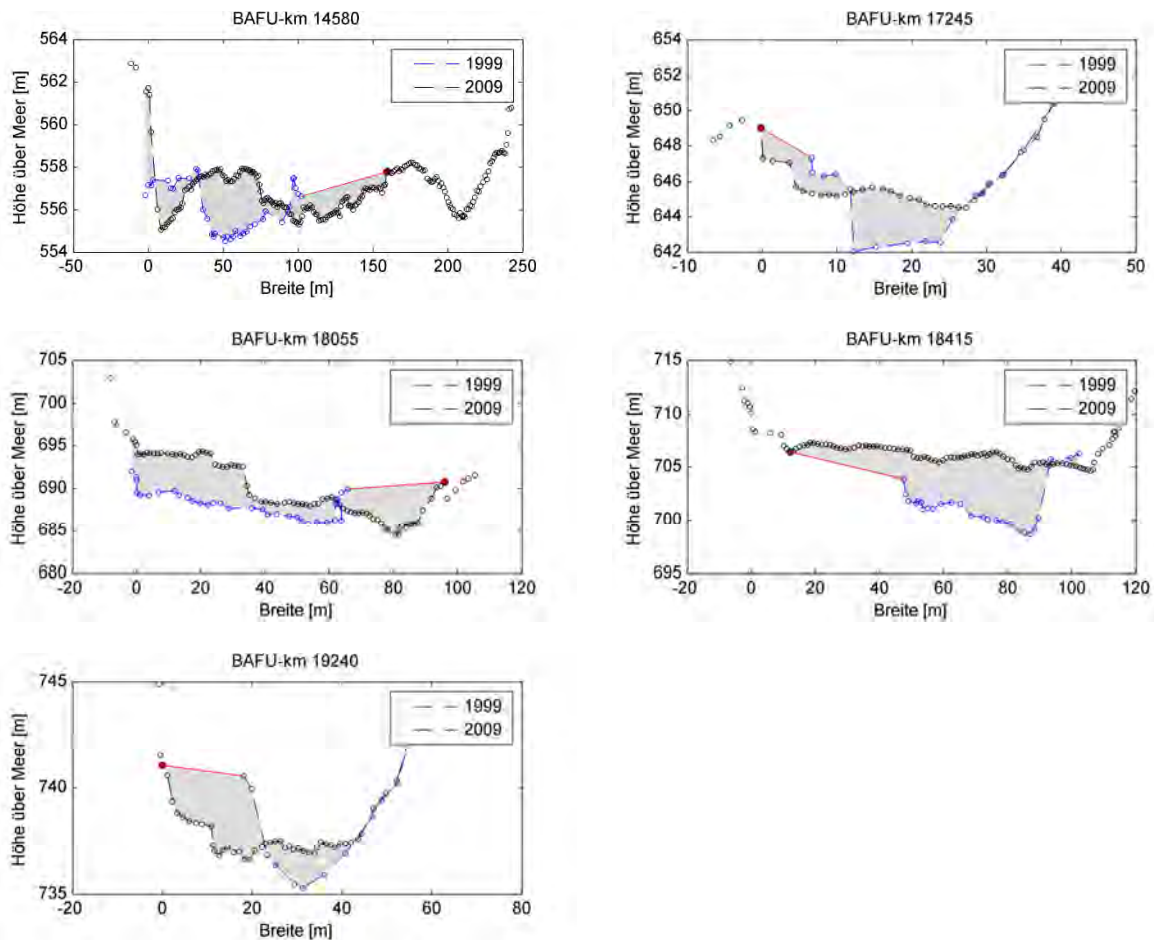 BAFU-km 14580
564
562
560
558
556
554
Höhe über Meer [m]
-50 0 50 100 150 200 250
Breite [m]
1999
2009
BAFU-km 17245
654
652
650
648
646
644
642
Höhe über Meer [m]
-10 0 10 20 30 40 50
Breite [m]
1999
2009
BAFU-km 18055
705
700
695
690
685
680
Höhe über Meer [m]
-20 0 20 40 60 80 100 120
Breite [m]
1999
2009
BAFU-km 18415
715
710
705
700
695
Höhe über Meer [m]
-20 0 20 40 60 80 100 120
Breite [m]
1999
2009
BAFU-km 19240
745
740
735
Höhe über Meer [m]
-20 0 20 40 60 80
Breite [m]
1999
2009